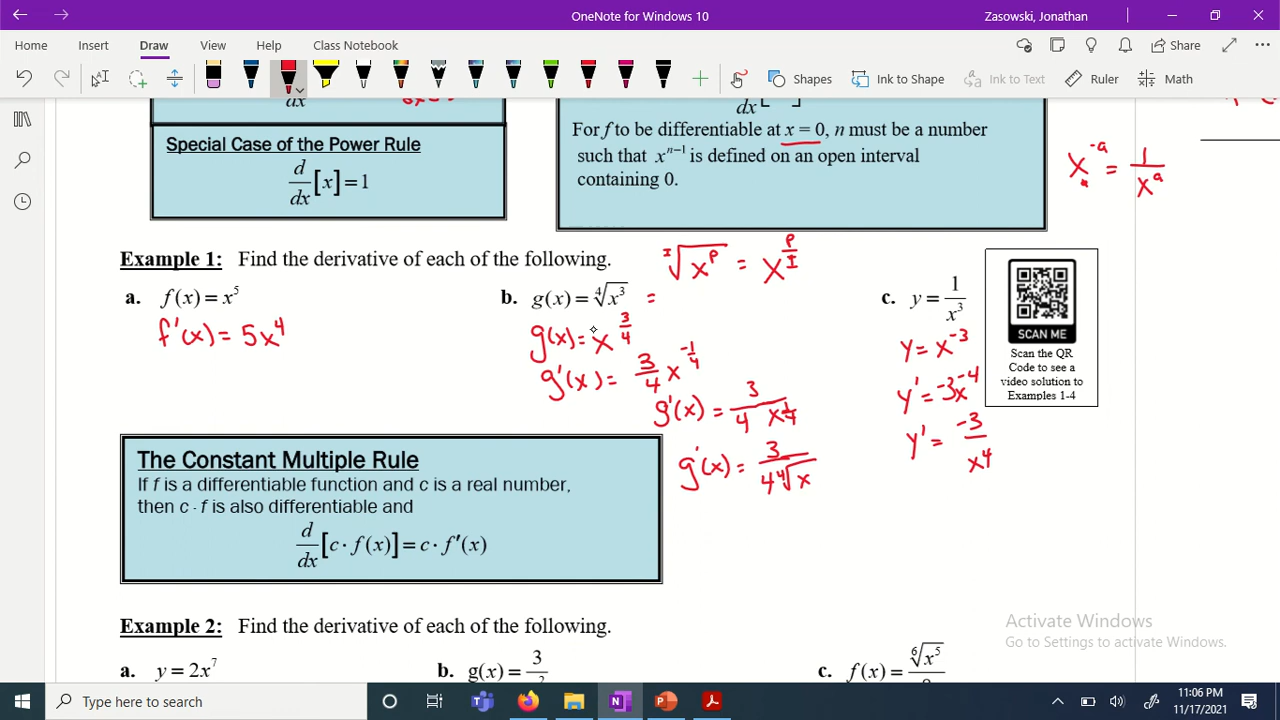 OneNote for Windows 10
Zasowski, Jonathan
Home Insert Draw View Help Class Notebook
Share
Shapes Ink to Shape Ink to Text Ruler Math
dx
dx
Special Case of the Power Rule
d/dx [x] = 1
For f to be differentiable at x = 0, n must be a number
such that x^(n−1) is defined on an open interval
containing 0.
x^(-a) = 1/x^a
Example 1: Find the derivative of each of the following.
ᴵ√(x^P) = x^(P/I)
a. f(x) = x^5
f'(x) = 5x^4
b. g(x) = ⁴√(x^3) =
g(x) = x^(3/4)
g'(x) = 3/4 x^(-1/4)
g'(x) = 3/(4 x^(1/4))
g'(x) = 3/(4 ⁴√x)
c. y = 1/x^3
y = x^-3
y' = -3x^-4
y' = -3/x^4
SCAN ME
Scan the QR
Code to see a
video solution to
Examples 1-4
The Constant Multiple Rule
If f is a differentiable function and c is a real number,
then c · f is also differentiable and
d/dx [c · f(x)] = c · f'(x)
Example 2: Find the derivative of each of the following.
a. y = 2x^7
b. g(x) = 3
c. f(x) = ⁶√(x^5)
Activate Windows
Go to Settings to activate Windows.
Type here to search
11:06 PM
11/17/2021